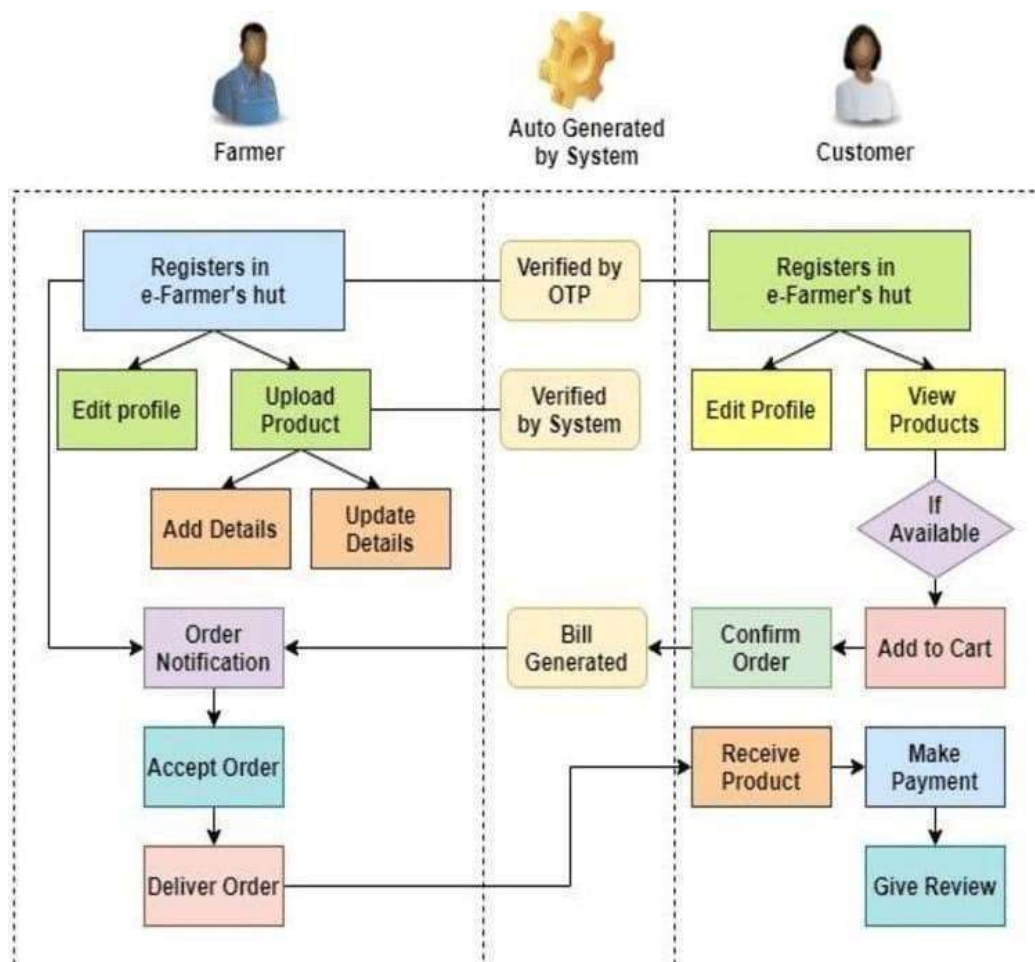 Farmer
Auto Generated
by System
Customer
Registers in
e-Farmer's hut
Verified by
OTP
Registers in
e-Farmer's hut
Edit profile
Upload
Product
Verified
by System
Edit Profile
View
Products
Add Details
Update
Details
If
Available
Order
Notification
Bill
Generated
Confirm
Order
Add to Cart
Accept Order
Receive
Product
Make
Payment
Deliver Order
Give Review